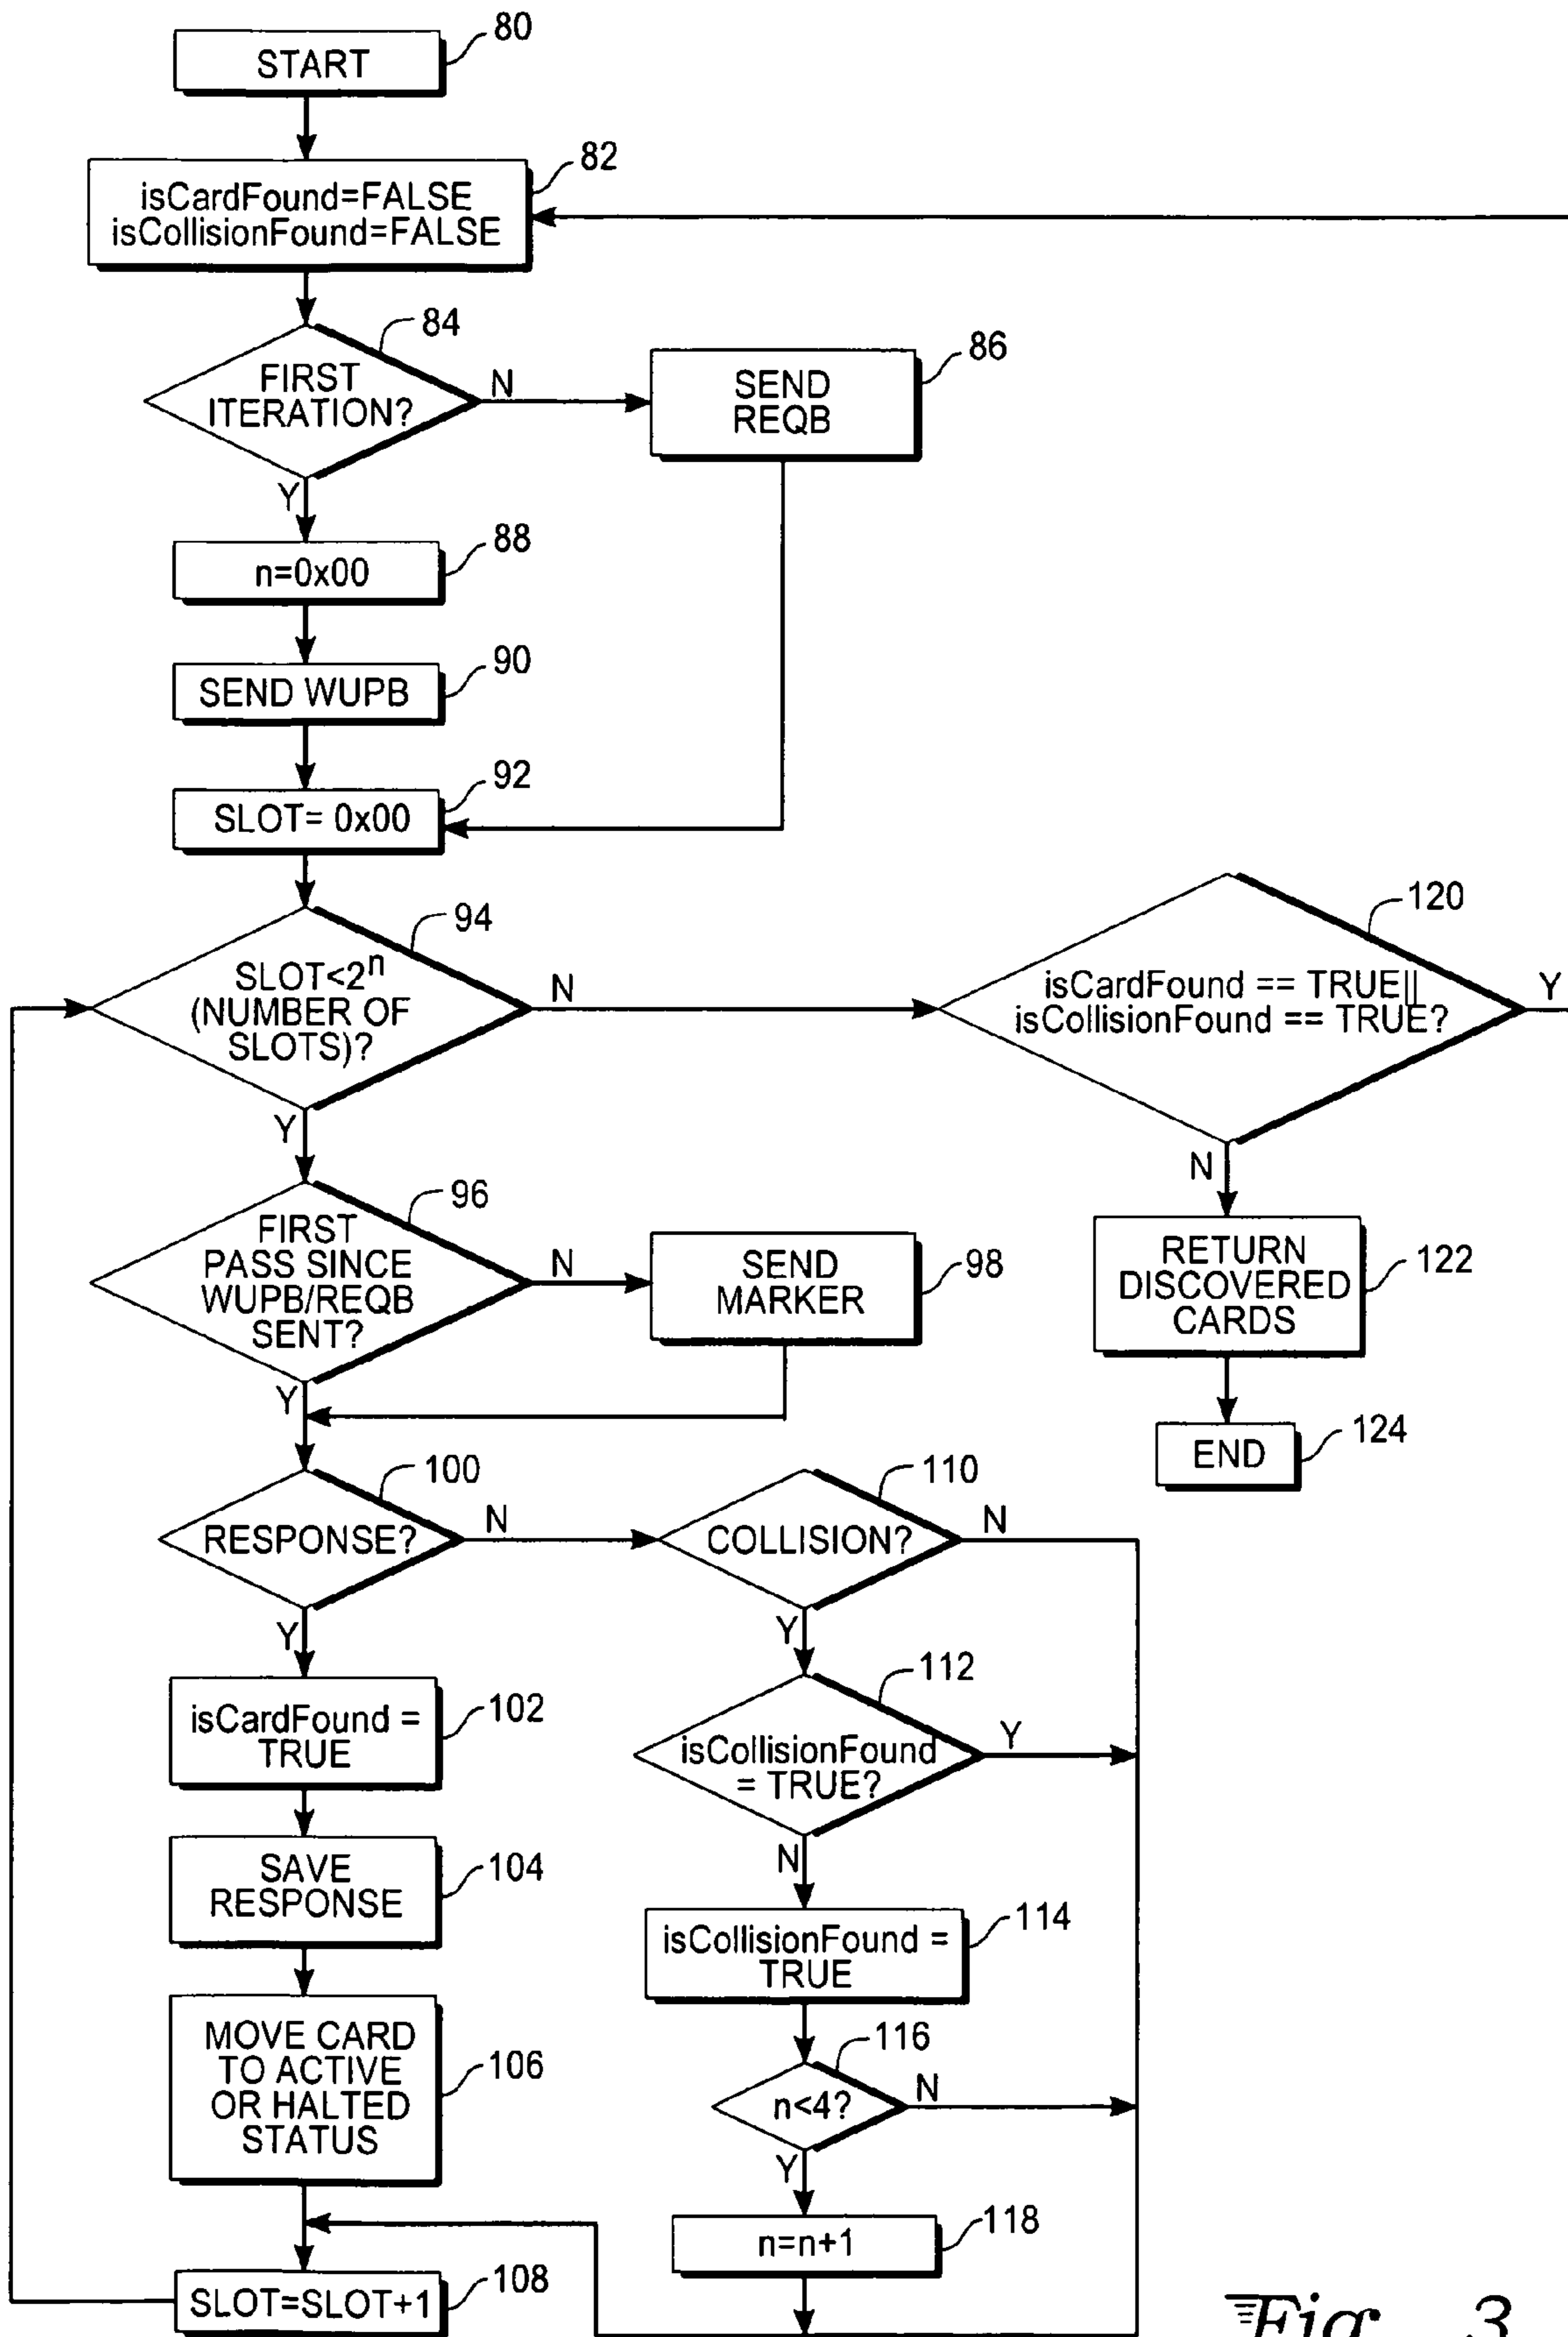 START
80
isCardFound=FALSE
isCollisionFound=FALSE
82
FIRST
ITERATION?
84
N
Y
SEND
REQB
86
n=0x00
88
SEND WUPB
90
SLOT= 0x00
92
SLOT<2ⁿ
(NUMBER OF
SLOTS)?
94
N
Y
isCardFound == TRUE||
isCollisionFound == TRUE?
120
Y
N
FIRST
PASS SINCE
WUPB/REQB
SENT?
96
N
Y
SEND
MARKER
98
RETURN
DISCOVERED
CARDS
122
END
124
RESPONSE?
100
N
Y
COLLISION?
110
N
Y
isCardFound =
TRUE
102
isCollisionFound
= TRUE?
112
Y
N
SAVE
RESPONSE
104
isCollisionFound =
TRUE
114
MOVE CARD
TO ACTIVE
OR HALTED
STATUS
106
n<4?
116
N
Y
n=n+1
118
SLOT=SLOT+1
108
Fig. 3